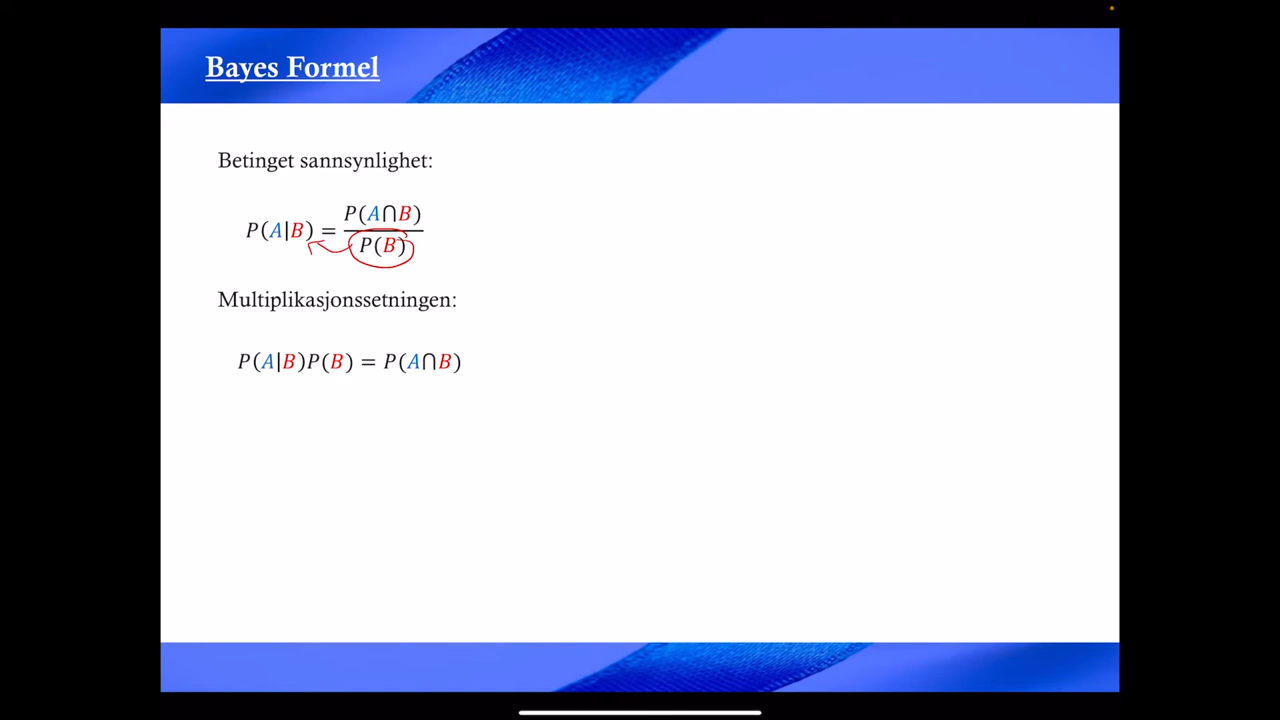 Bayes Formel
Betinget sannsynlighet:
P(A|B) = P(A∩B) / P(B)
Multiplikasjonssetningen:
P(A|B)P(B) = P(A∩B)